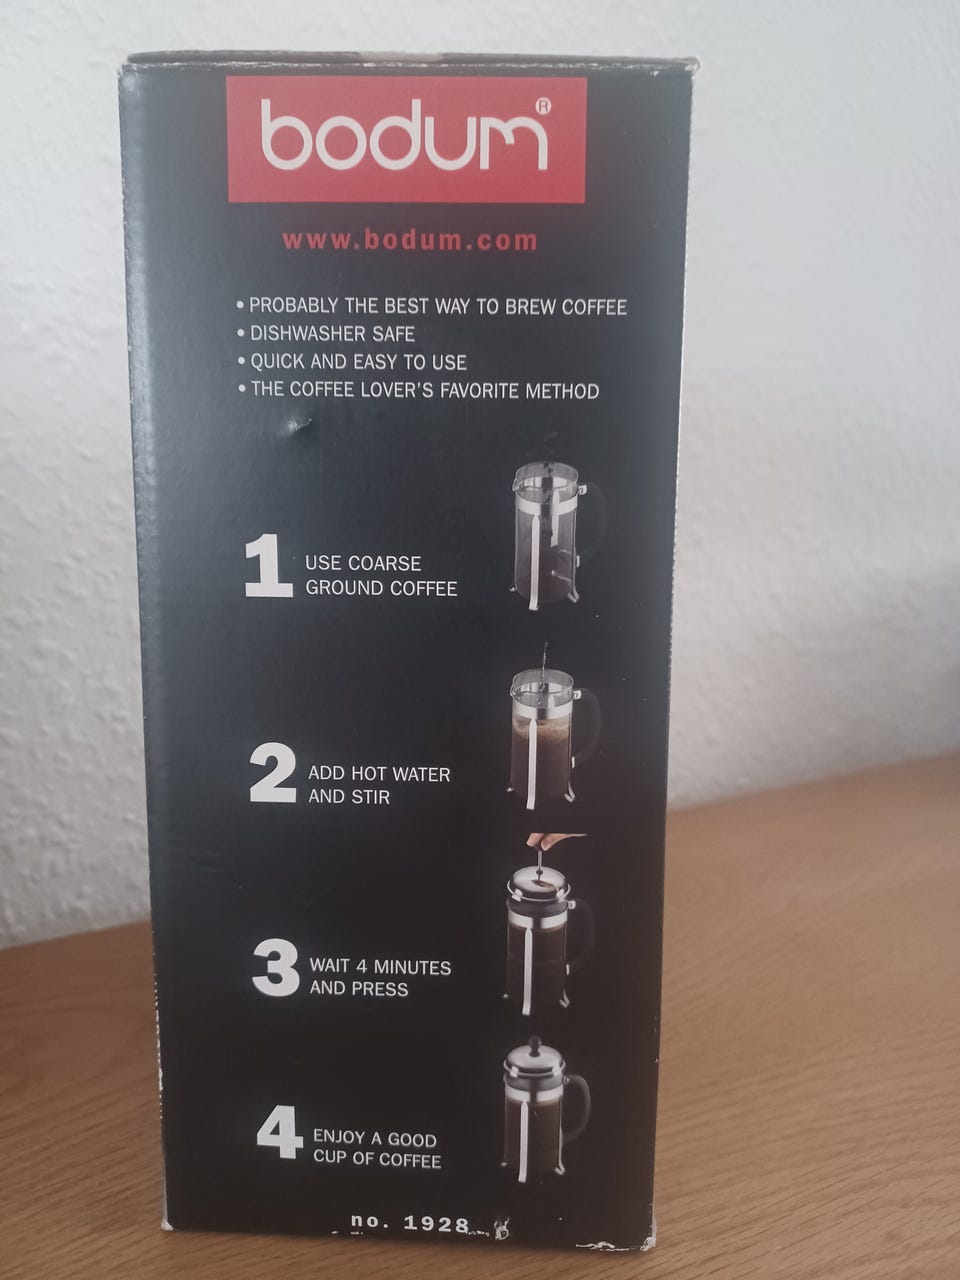 bodum®
www.bodum.com
• PROBABLY THE BEST WAY TO BREW COFFEE
• DISHWASHER SAFE
• QUICK AND EASY TO USE
• THE COFFEE LOVER'S FAVORITE METHOD
1 USE COARSE
GROUND COFFEE
2 ADD HOT WATER
AND STIR
3 WAIT 4 MINUTES
AND PRESS
4 ENJOY A GOOD
CUP OF COFFEE
no. 1928